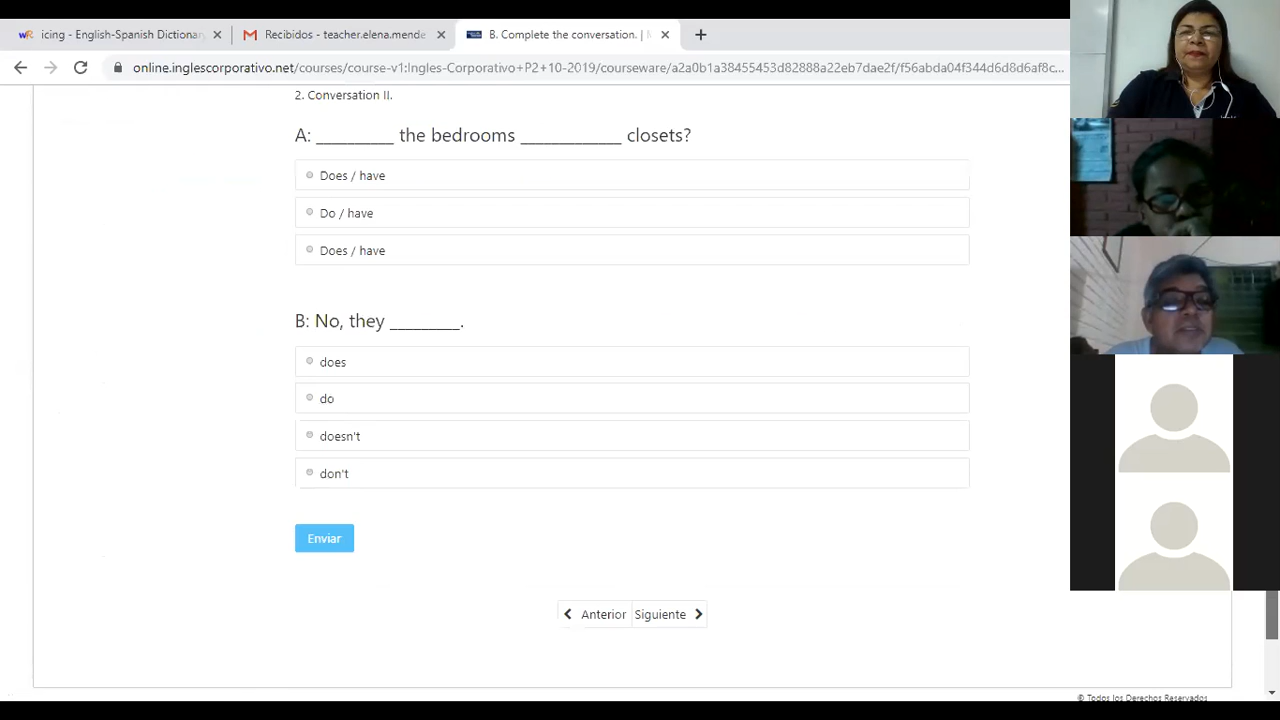 icing - English-Spanish Dictionar
Recibidos - teacher.elena.mende
B. Complete the conversation. |
online.inglescorporativo.net/courses/course-v1:Ingles-Corporativo+P2+10-2019/courseware/a2a0b1a38455453d82888a22eb7dae2f/f56abda04f344d6d8d6af8c...
2. Conversation II.
A: __________ the bedrooms _____________ closets?
Does / have
Do / have
Does / have
B: No, they _________.
does
do
doesn't
don't
Enviar
Anterior Siguiente
© Todos los Derechos Reservados